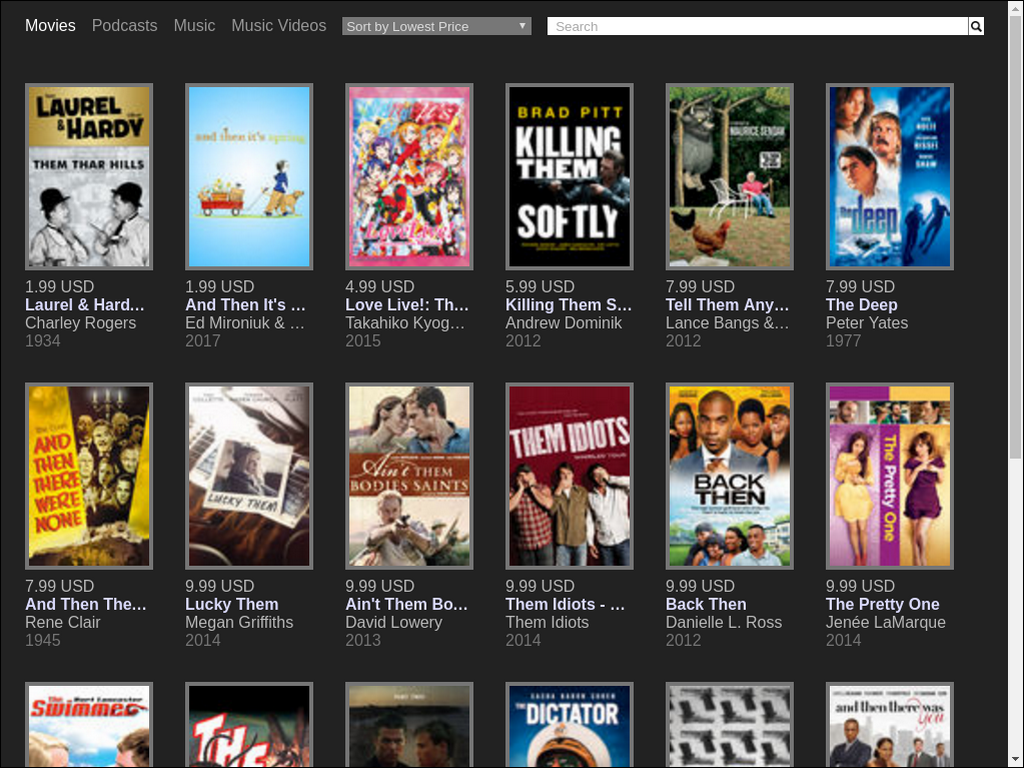 Movies Podcasts Music Music Videos Sort by Lowest Price Search
LAUREL & HARDY
THEM THAR HILLS
and then it's spring
LoveLive!
BRAD PITT
KILLING
THEM
SOFTLY
MAURICE SENDAK
the deep
1.99 USD
Laurel & Hard...
Charley Rogers
1934
1.99 USD
And Then It's ...
Ed Mironiuk & ...
2017
4.99 USD
Love Live!: Th...
Takahiko Kyog...
2015
5.99 USD
Killing Them S...
Andrew Dominik
2012
7.99 USD
Tell Them Any...
Lance Bangs &...
2012
7.99 USD
The Deep
Peter Yates
1977
AND
THEN
THERE
WERE
NONE
LUCKY THEM
Ain't THEM
BODIES SAINTS
THEM IDIOTS
BACK
THEN
The Pretty One
7.99 USD
And Then The...
Rene Clair
1945
9.99 USD
Lucky Them
Megan Griffiths
2014
9.99 USD
Ain't Them Bo...
David Lowery
2013
9.99 USD
Them Idiots - ...
Them Idiots
2014
9.99 USD
Back Then
Danielle L. Ross
2012
9.99 USD
The Pretty One
Jenée LaMarque
2014
Burt Lancaster
The
Swimmer
THE
PART TWO
SACHA BARON COHEN
THE DICTATOR
and then there was
you